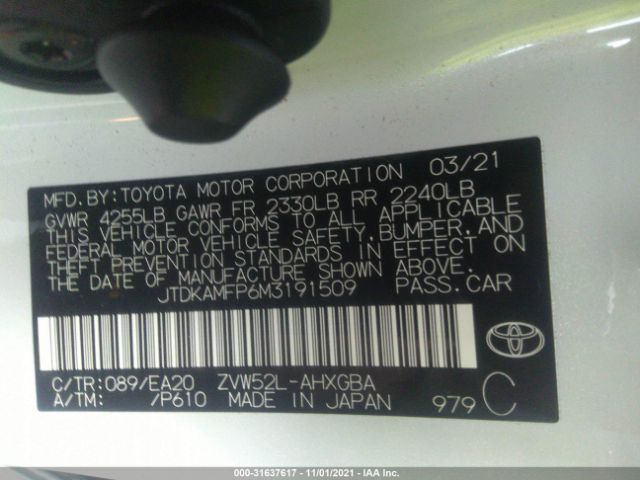 MFD.BY:TOYOTA MOTOR CORPORATION 03/21
GVWR 4255LB GAWR FR 2330LB RR 2240LB
THIS VEHICLE CONFORMS TO ALL APPLICABLE
FEDERAL MOTOR VEHICLE SAFETY,BUMPER,AND
THEFT PREVENTION STANDARDS IN EFFECT ON
THE DATE OF MANUFACTURE SHOWN ABOVE.
JTDKAMFP6M3191509 PASS.CAR
C/TR:089/EA20 ZVW52L-AHXGBA
A/TM: /P610 MADE IN JAPAN 979 C
000-31637617 - 11/01/2021 - IAA Inc.